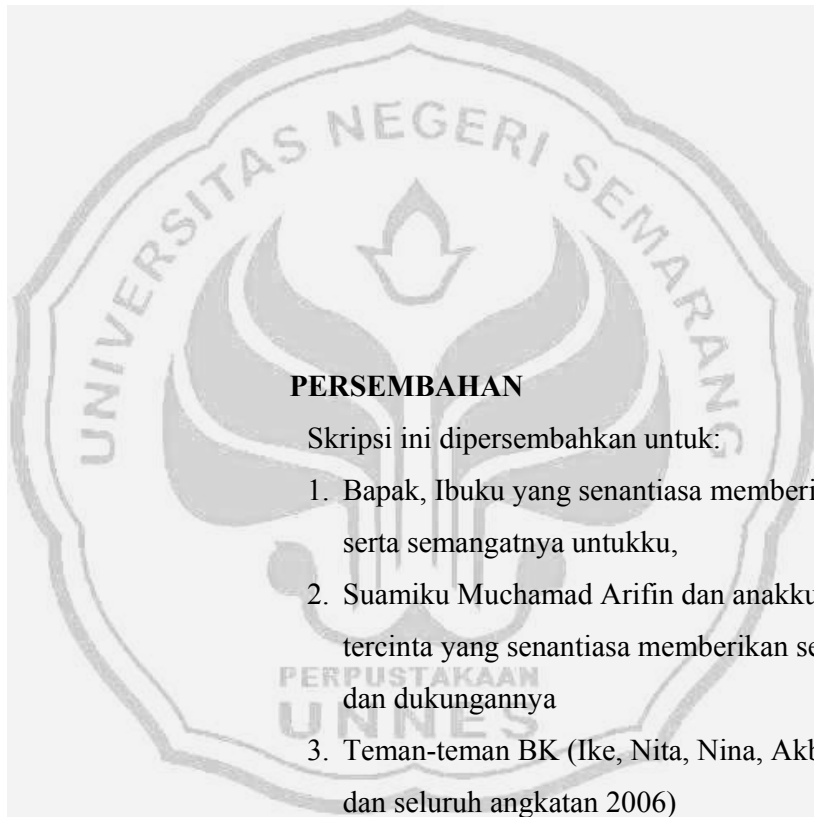 UNIVERSITAS NEGERI SEMARANG
PERSEMBAHAN
Skripsi ini dipersembahkan untuk:
1. Bapak, Ibuku yang senantiasa memberi
serta semangatnya untukku,
2. Suamiku Muchamad Arifin dan anakku
tercinta yang senantiasa memberikan se
PERPUSTAKAAN
dan dukungannya
UNNES
3. Teman-teman BK (Ike, Nita, Nina, Akb
dan seluruh angkatan 2006)